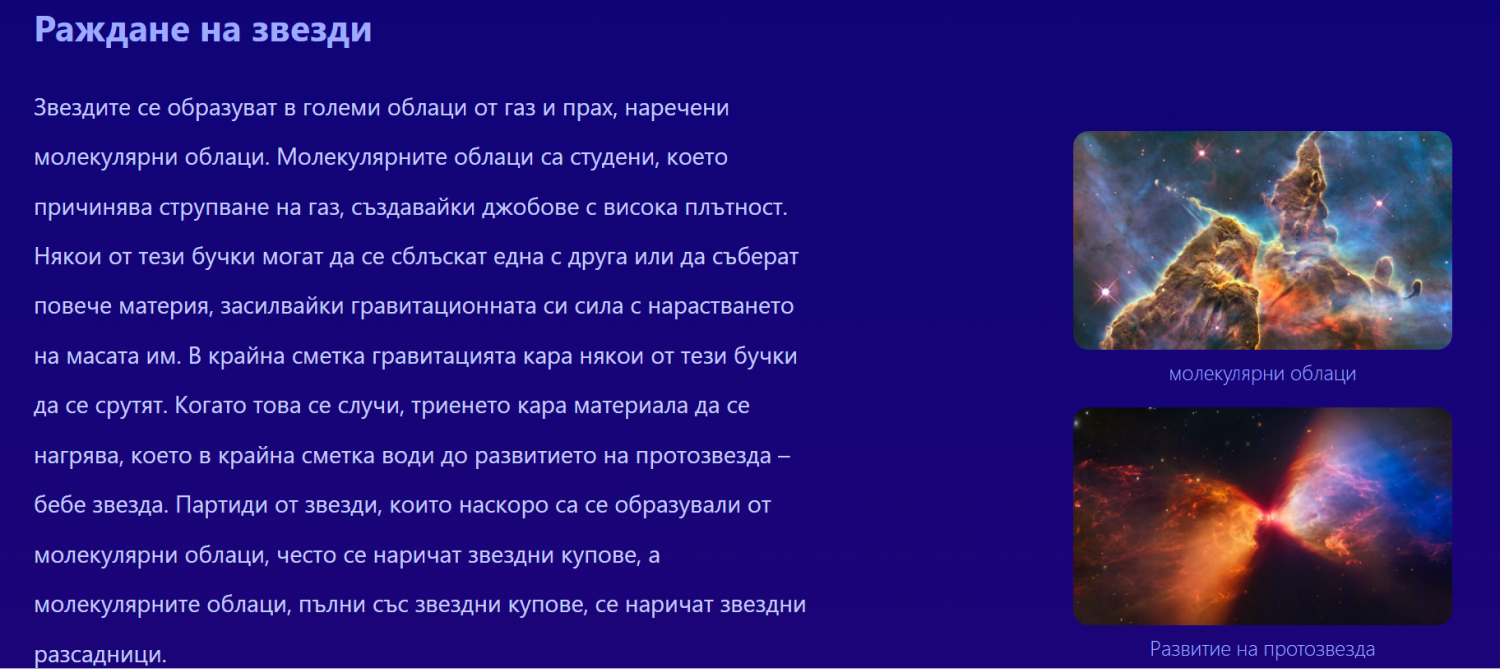 Раждане на звезди
Звездите се образуват в големи облаци от газ и прах, наречени
молекулярни облаци. Молекулярните облаци са студени, което
причинява струпване на газ, създавайки джобове с висока плътност.
Някои от тези бучки могат да се сблъскат една с друга или да съберат
повече материя, засилвайки гравитационната си сила с нарастването
на масата им. В крайна сметка гравитацията кара някои от тези бучки
да се срутят. Когато това се случи, триенето кара материала да се
нагрява, което в крайна сметка води до развитието на протозвезда –
бебе звезда. Партиди от звезди, които наскоро са се образували от
молекулярни облаци, често се наричат звездни купове, а
молекулярните облаци, пълни със звездни купове, се наричат звездни
разсадници.
молекулярни облаци
Развитие на протозвезда